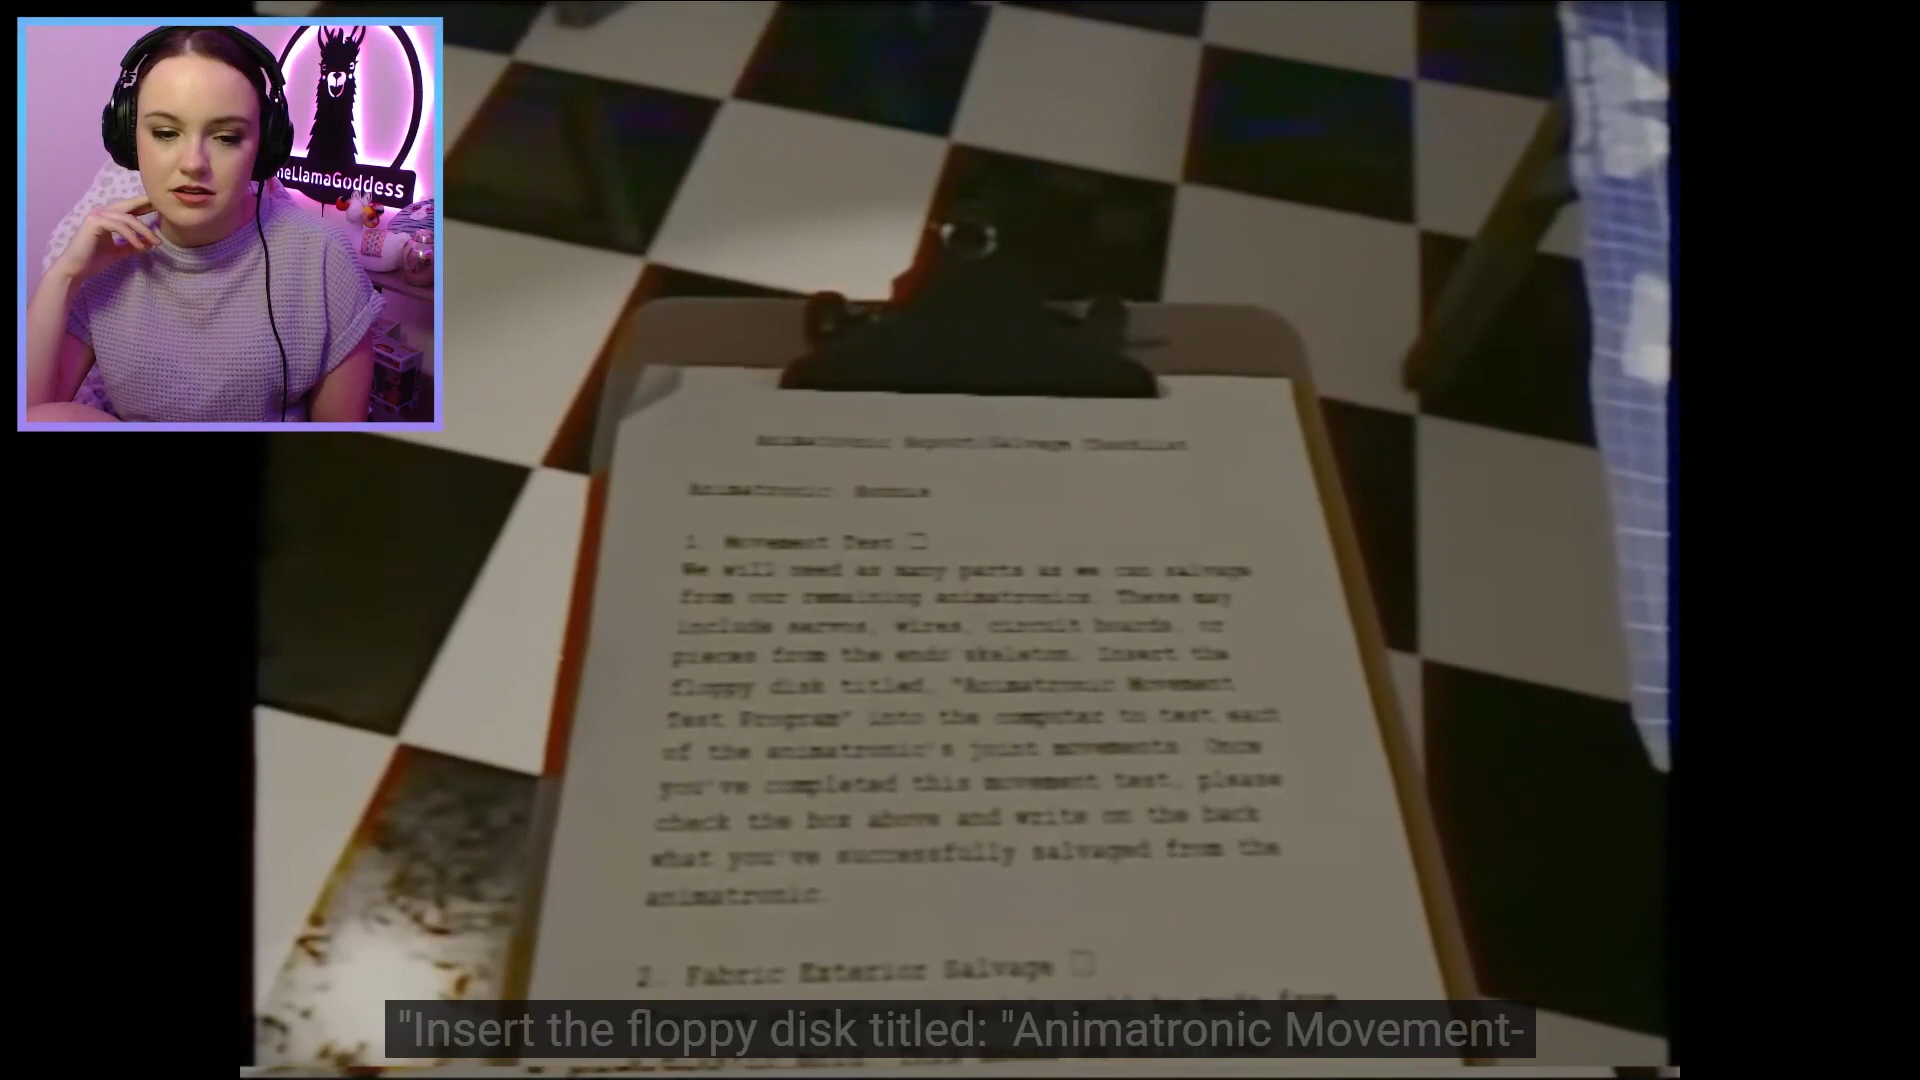 heLlamaGoddess
Animatronic Report/Salvage Checklist
Animatronic: Bonnie
1. Movement Test
We will need as many parts as we can salvage
from our remaining animatronics. These may
include servos, wires, circuit boards, or
pieces from the endo skeleton. Insert the
floppy disk titled, "Animatronic Movement
Test Program" into the computer to test each
of the animatronic's joint movements. Once
you've completed this movement test, please
check the box above and write on the back
what you've successfully salvaged from the
animatronic.
2. Fabric Exterior Salvage
"Insert the floppy disk titled: "Animatronic Movement-